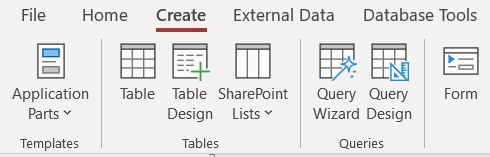 File Home Create External Data Database Tools
Application Parts
Table
Table Design
SharePoint Lists
Query Wizard
Query Design
Form
Templates Tables Queries